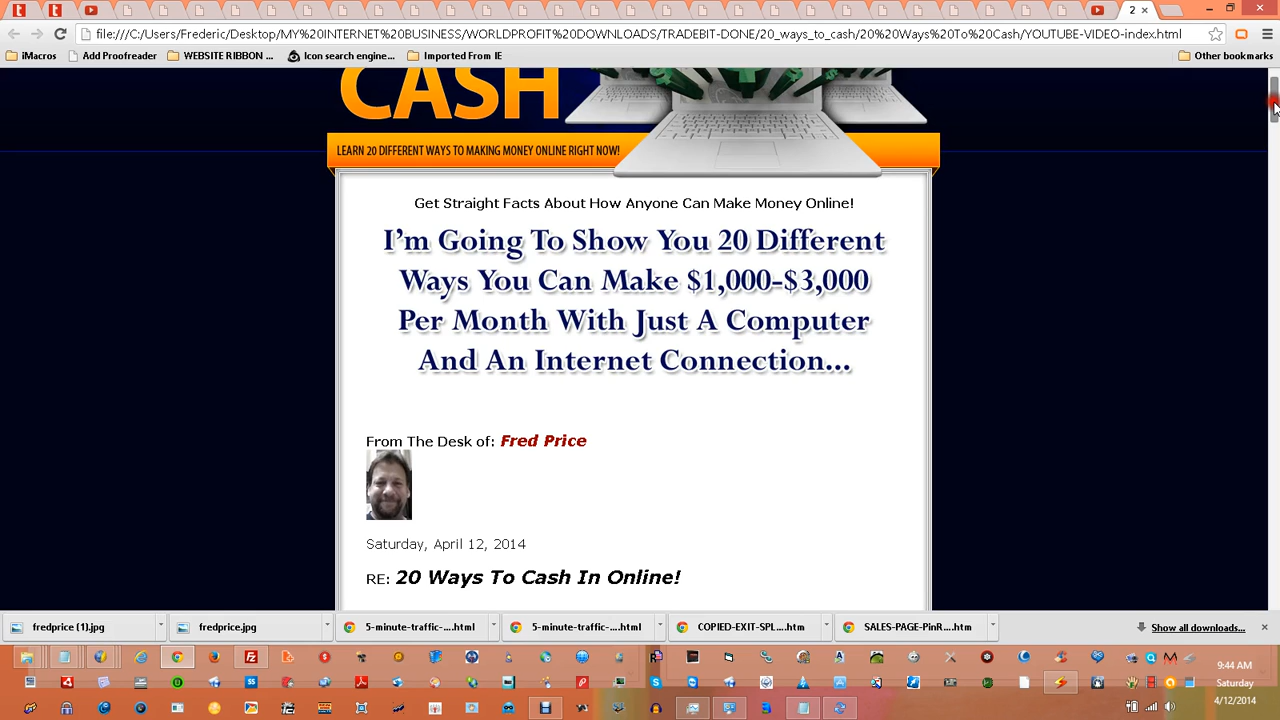 2
file:///C:/Users/Frederic/Desktop/MY%20INTERNET%20BUSINESS/WORLDPROFIT%20DOWNLOADS/TRADEBIT-DONE/20_ways_to_cash/20%20Ways%20To%20Cash/YOUTUBE-VIDEO-index.html
iMacros
Add Proofreader
WEBSITE RIBBON ...
Icon search engine...
Imported From IE
Other bookmarks
CASH
LEARN 20 DIFFERENT WAYS TO MAKING MONEY ONLINE RIGHT NOW!
Get Straight Facts About How Anyone Can Make Money Online!
I'm Going To Show You 20 Different
Ways You Can Make $1,000-$3,000
Per Month With Just A Computer
And An Internet Connection...
From The Desk of: Fred Price
Saturday, April 12, 2014
RE: 20 Ways To Cash In Online!
fredprice (1).jpg
fredprice.jpg
5-minute-traffic-....html
5-minute-traffic-....html
COPIED-EXIT-SPL....htm
SALES-PAGE-PinR....htm
Show all downloads...
9:44 AM
Saturday
4/12/2014